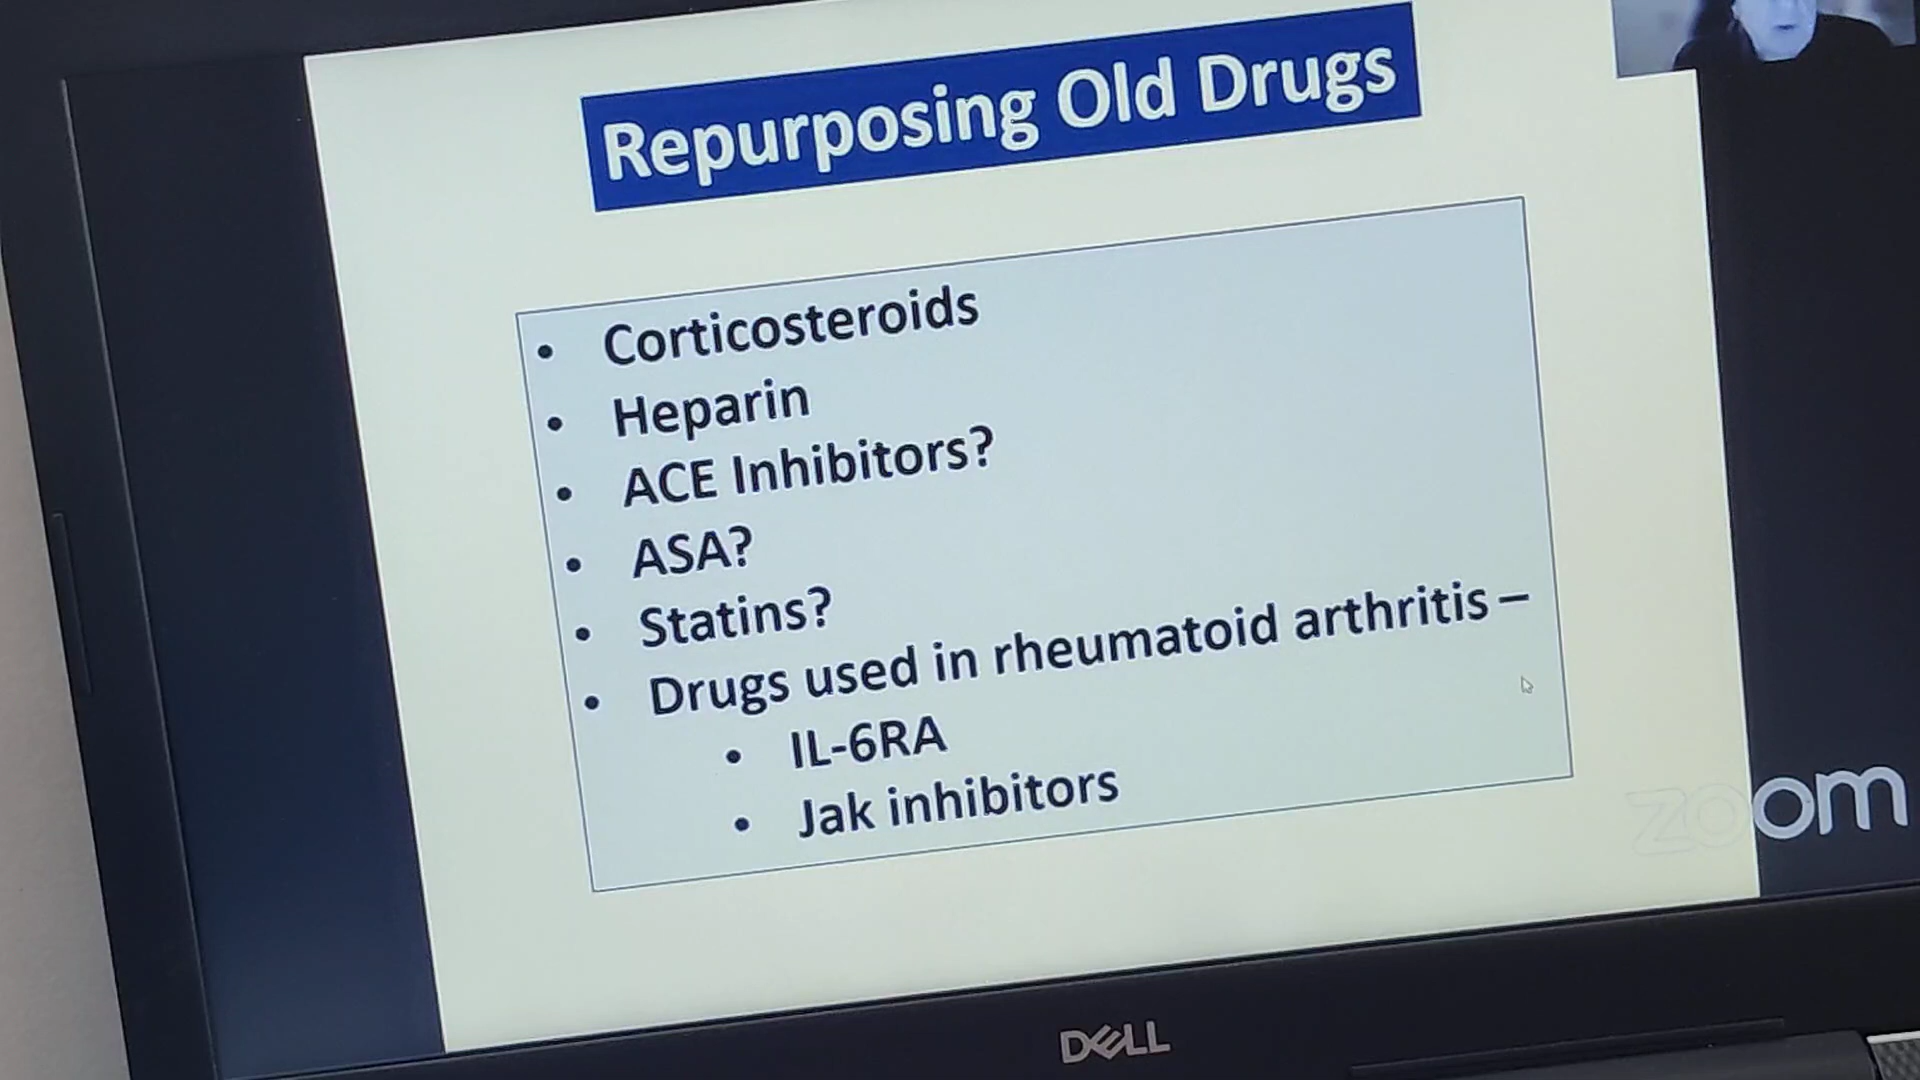 Repurposing Old Drugs
• Corticosteroids
• Heparin
• ACE Inhibitors?
• ASA?
• Statins?
• Drugs used in rheumatoid arthritis –
• IL-6RA
• Jak inhibitors
zoom
DELL